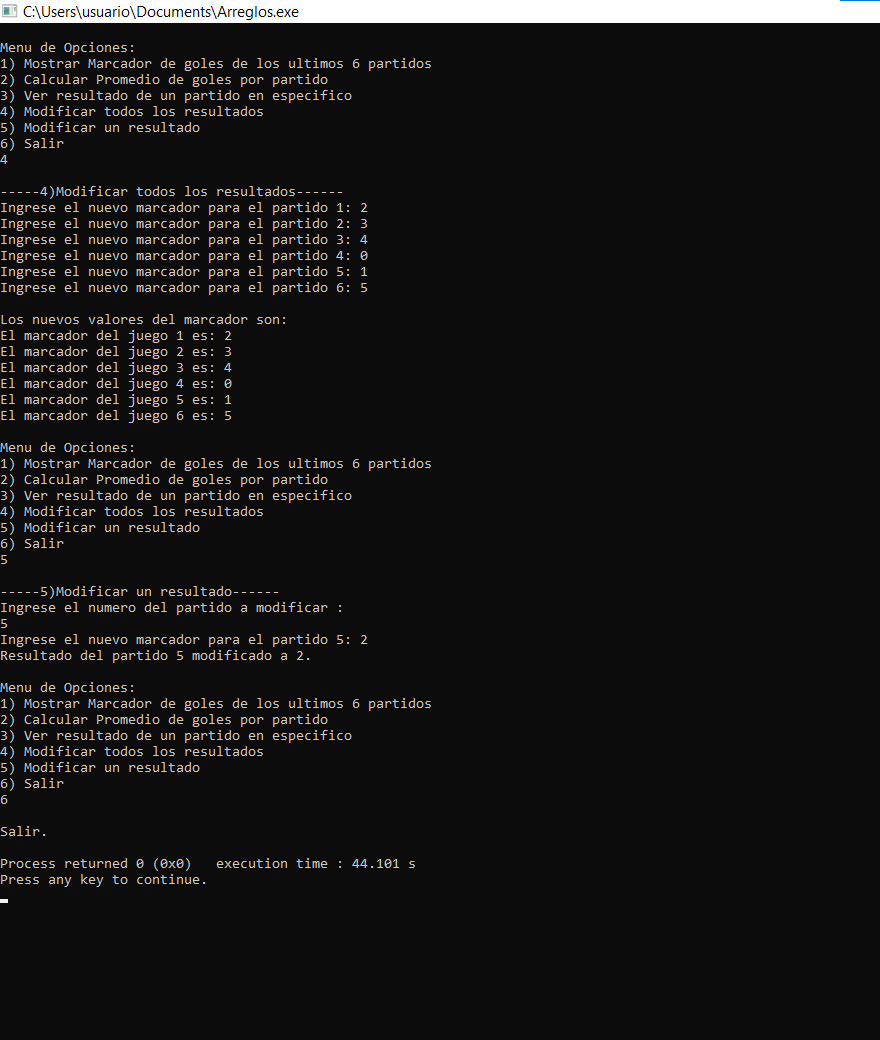 C:\Users\usuario\Documents\Arreglos.exe
Menu de Opciones:
1) Mostrar Marcador de goles de los ultimos 6 partidos
2) Calcular Promedio de goles por partido
3) Ver resultado de un partido en especifico
4) Modificar todos los resultados
5) Modificar un resultado
6) Salir
4
-----4)Modificar todos los resultados------
Ingrese el nuevo marcador para el partido 1: 2
Ingrese el nuevo marcador para el partido 2: 3
Ingrese el nuevo marcador para el partido 3: 4
Ingrese el nuevo marcador para el partido 4: 0
Ingrese el nuevo marcador para el partido 5: 1
Ingrese el nuevo marcador para el partido 6: 5
Los nuevos valores del marcador son:
El marcador del juego 1 es: 2
El marcador del juego 2 es: 3
El marcador del juego 3 es: 4
El marcador del juego 4 es: 0
El marcador del juego 5 es: 1
El marcador del juego 6 es: 5
Menu de Opciones:
1) Mostrar Marcador de goles de los ultimos 6 partidos
2) Calcular Promedio de goles por partido
3) Ver resultado de un partido en especifico
4) Modificar todos los resultados
5) Modificar un resultado
6) Salir
5
-----5)Modificar un resultado------
Ingrese el numero del partido a modificar :
5
Ingrese el nuevo marcador para el partido 5: 2
Resultado del partido 5 modificado a 2.
Menu de Opciones:
1) Mostrar Marcador de goles de los ultimos 6 partidos
2) Calcular Promedio de goles por partido
3) Ver resultado de un partido en especifico
4) Modificar todos los resultados
5) Modificar un resultado
6) Salir
6
Salir.
Process returned 0 (0x0)   execution time : 44.101 s
Press any key to continue.